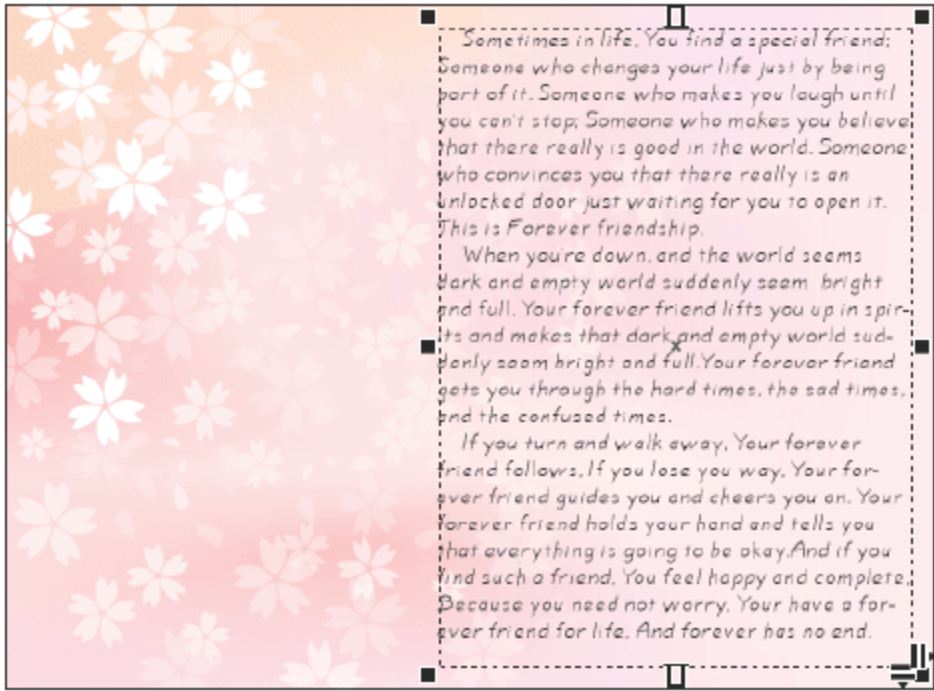 Sometimes in life, You find a special friend;
Someone who changes your life just by being
part of it. Someone who makes you laugh until
you can't stop; Someone who makes you believe
that there really is good in the world. Someone
who convinces you that there really is an
unlocked door just waiting for you to open it.
This is Forever friendship.
When you're down, and the world seems
dark and empty world suddenly seem bright
and full. Your forever friend lifts you up in spir-
its and makes that dark and empty world sud-
denly seem bright and full.Your forever friend
gets you through the hard times, the sad times,
and the confused times.
If you turn and walk away, Your forever
friend follows, If you lose you way, Your for-
ever friend guides you and cheers you on. Your
forever friend holds your hand and tells you
that everything is going to be okay.And if you
find such a friend, You feel happy and complete,
Because you need not worry, Your have a for-
ever friend for life, And forever has no end.